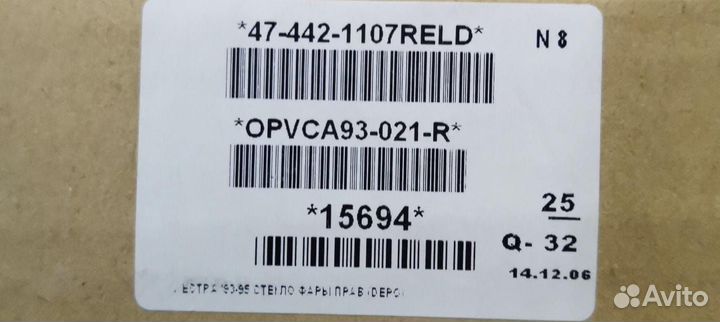 *47-442-1107RELD*
N 8
*OPVCA93-021-R*
*15694*
25
Q- 32
14.12.06
ЕСТРА '90-95 СТЕКЛО ФАРЫ ПРАВ (DEPO)
Avito